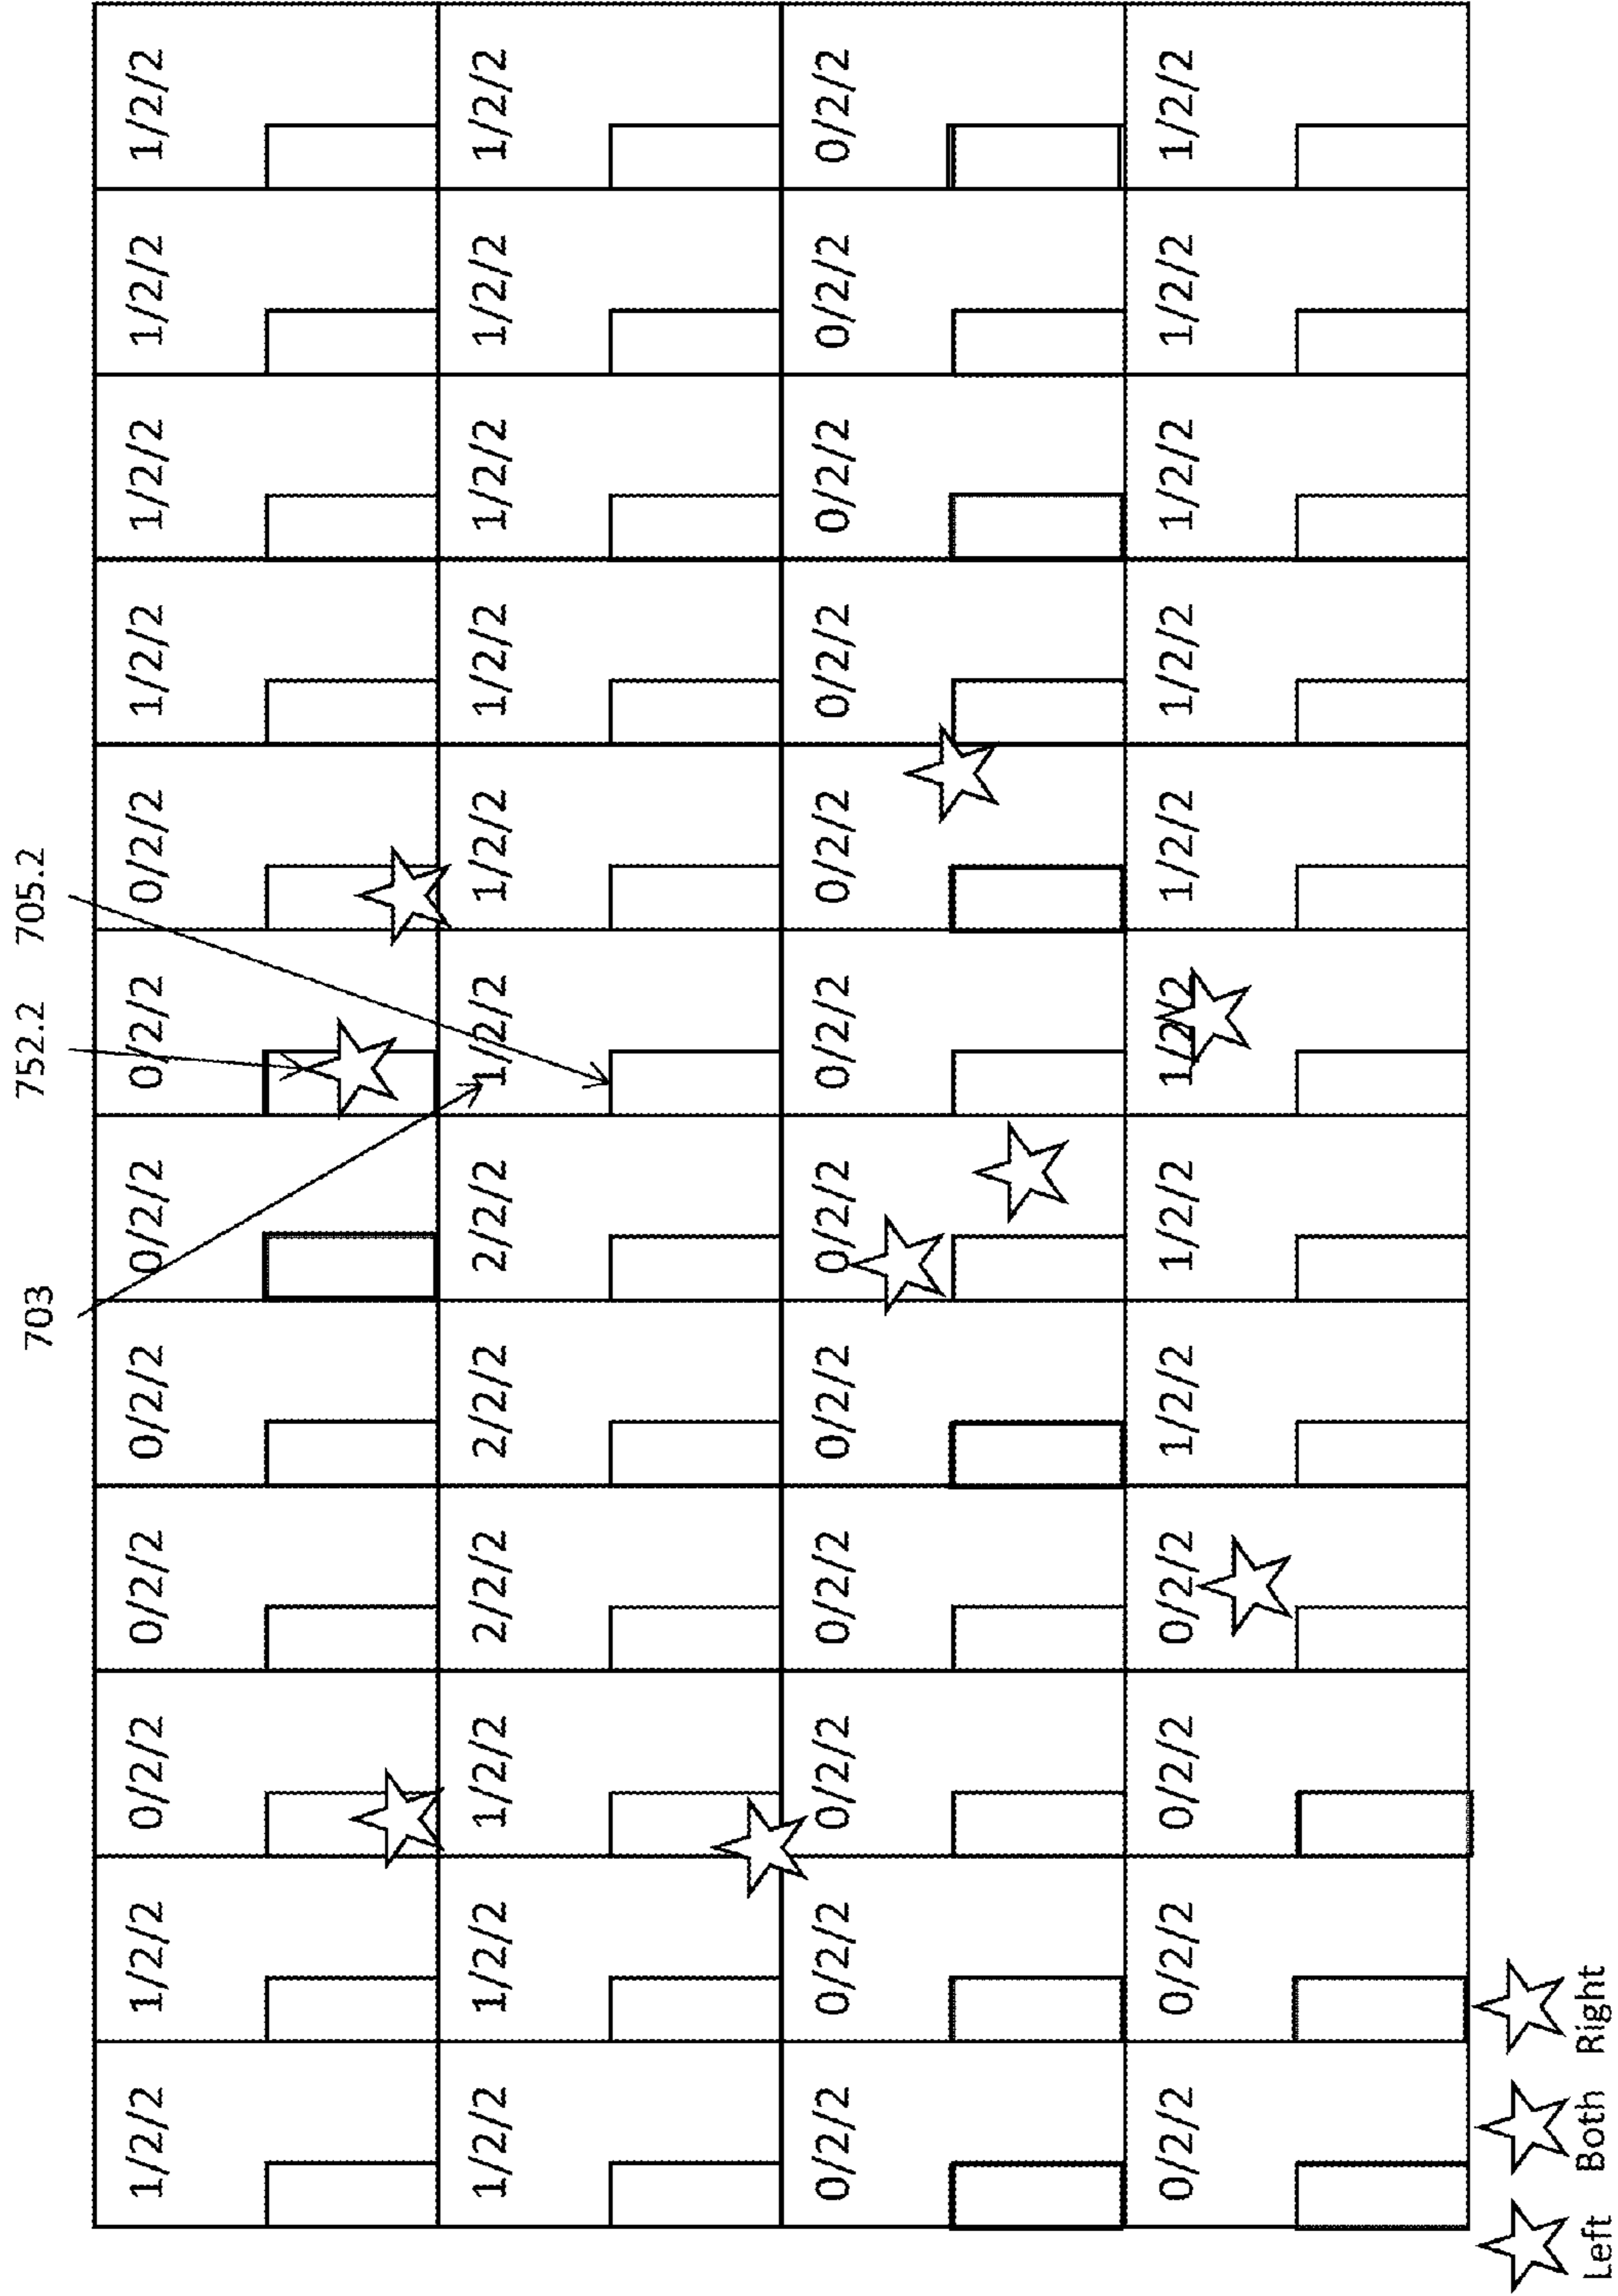 703 752.2 705.2
1/2/2 1/2/2 0/2/2 0/2/2 0/2/2 0/2/2 0/2/2 0/2/2 1/2/2 1/2/2 1/2/2 1/2/2
1/2/2 1/2/2 1/2/2 2/2/2 2/2/2 2/2/2 1/2/2 1/2/2 1/2/2 1/2/2 1/2/2 1/2/2
0/2/2 0/2/2 0/2/2 0/2/2 0/2/2 0/2/2 0/2/2 0/2/2 0/2/2 0/2/2 0/2/2 0/2/2
0/2/2 0/2/2 0/2/2 0/2/2 1/2/2 1/2/2 1/2/2 1/2/2 1/2/2 1/2/2 1/2/2 1/2/2
Left Both Right